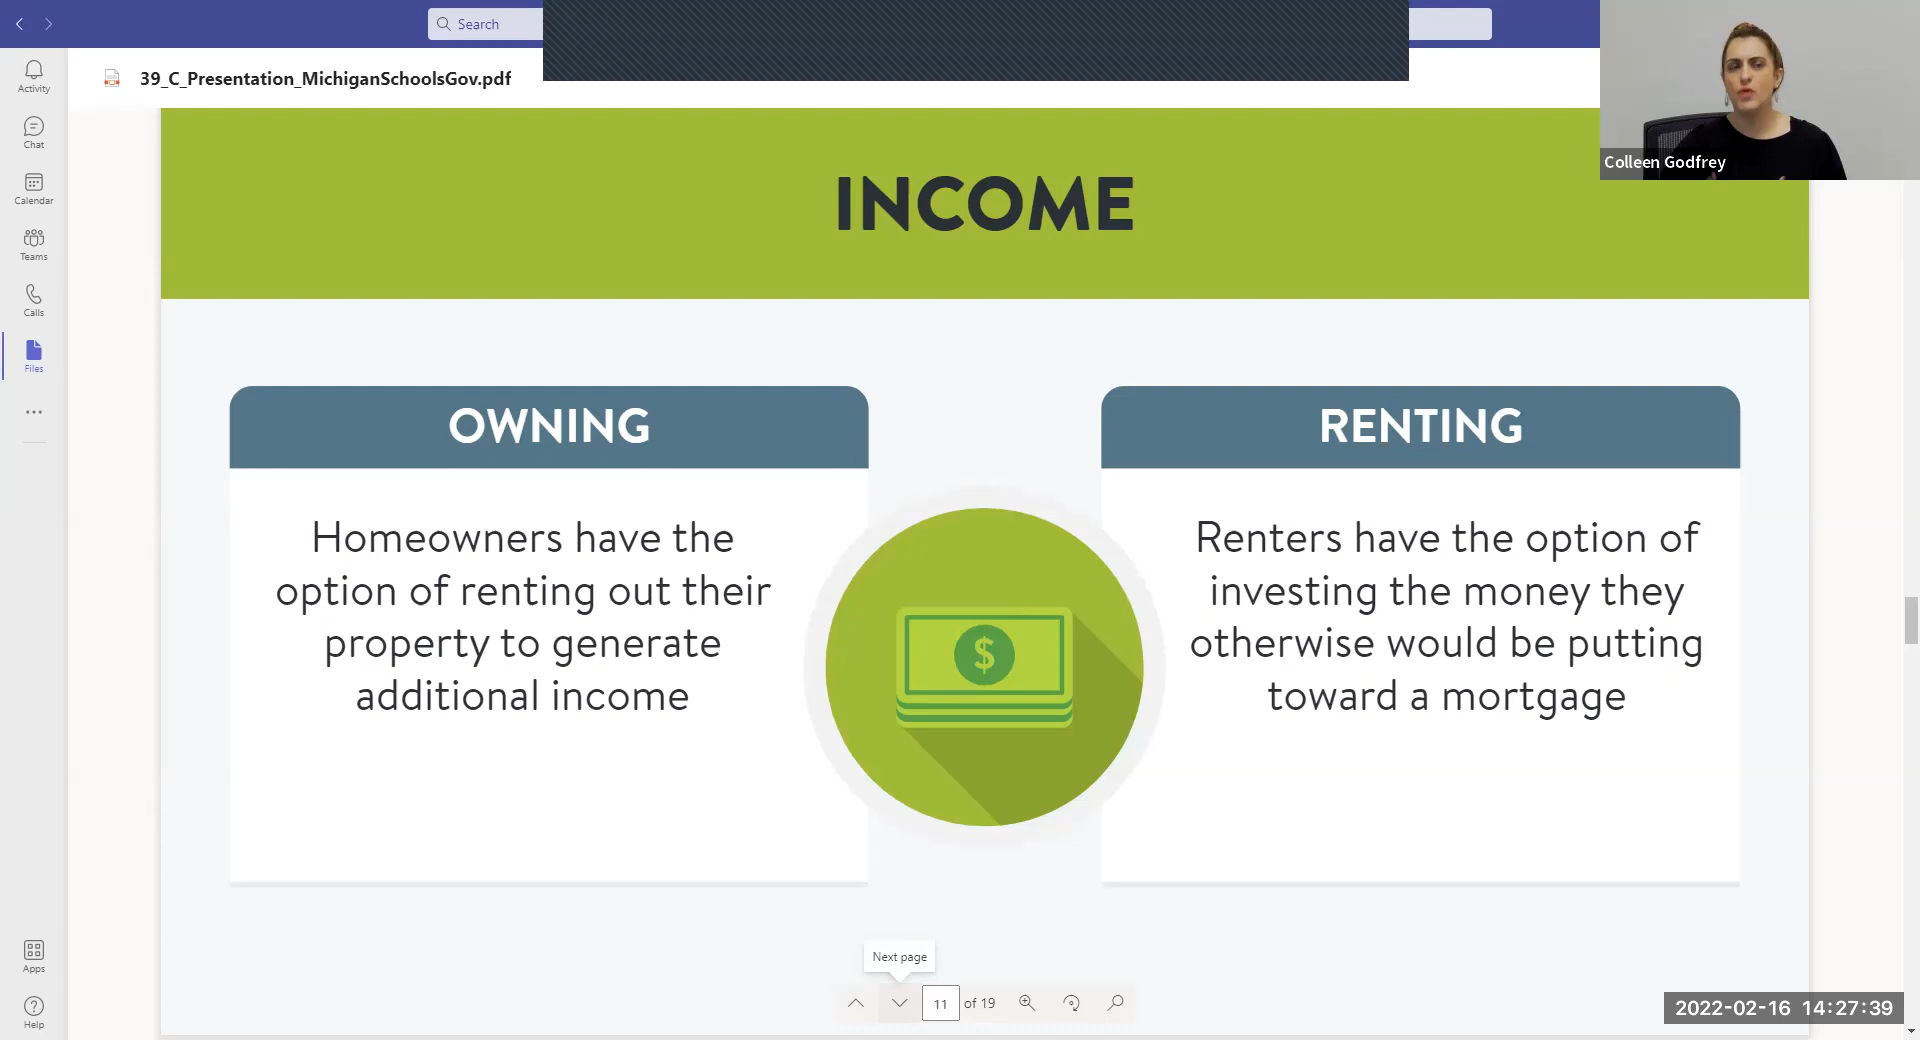 Search
Activity
Chat
Calendar
Teams
Calls
Files
Apps
Help
39_C_Presentation_MichiganSchoolsGov.pdf
Colleen Godfrey
INCOME
OWNING
Homeowners have the
option of renting out their
property to generate
additional income
$
RENTING
Renters have the option of
investing the money they
otherwise would be putting
toward a mortgage
Next page
11 of 19
2022-02-16 14:27:39